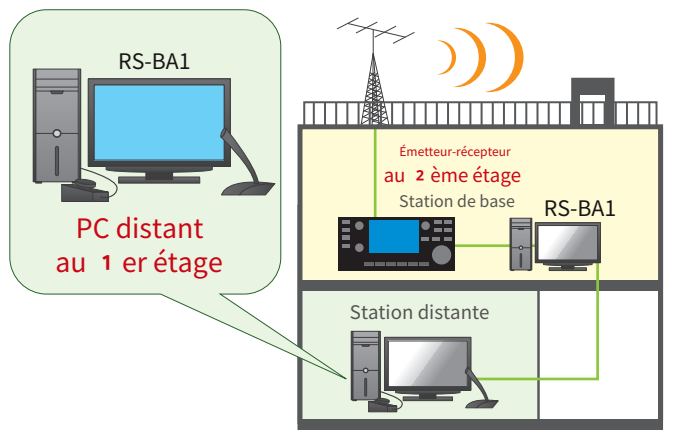 RS-BA1
PC distant
au 1 er étage
Émetteur-récepteur
au 2 ème étage
Station de base
RS-BA1
Station distante